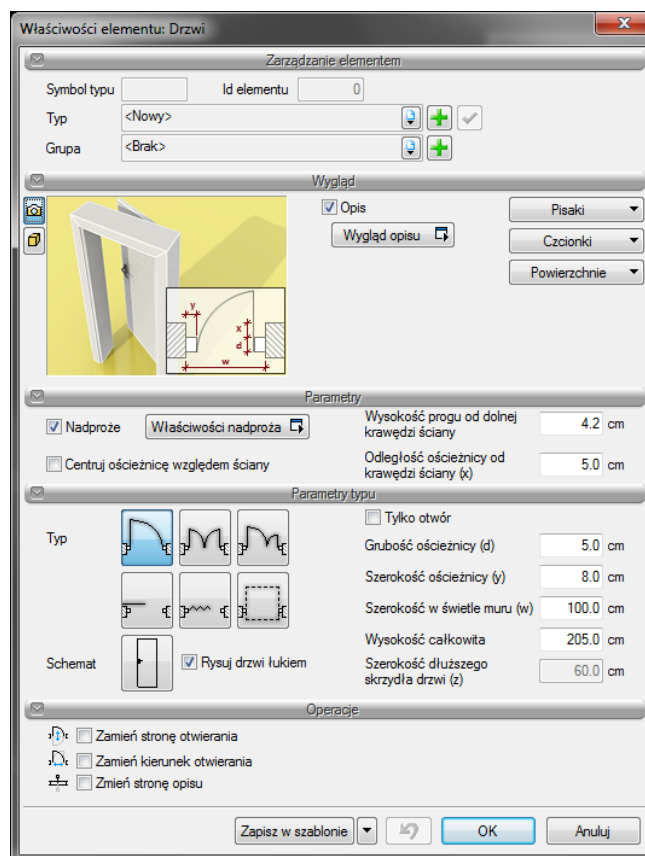 Właściwości elementu: Drzwi
Zarządzanie elementem
Symbol typu Id elementu 0
Typ <Nowy>
Grupa <Brak>
Wygląd
Opis Pisaki
Wygląd opisu Czcionki
Powierzchnie
y
x
d
w
Parametry
Nadproże Właściwości nadproża Wysokość progu od dolnej krawędzi ściany 4.2 cm
Centruj ościeżnicę względem ściany Odległość ościeżnicy od krawędzi ściany (x) 5.0 cm
Parametry typu
Typ Tylko otwór
Grubość ościeżnicy (d) 5.0 cm
Szerokość ościeżnicy (y) 8.0 cm
Szerokość w świetle muru (w) 100.0 cm
Wysokość całkowita 205.0 cm
Schemat Rysuj drzwi łukiem Szerokość dłuższego skrzydła drzwi (z) 60.0 cm
Operacje
Zamień stronę otwierania
Zamień kierunek otwierania
Zmień stronę opisu
Zapisz w szablonie OK Anuluj